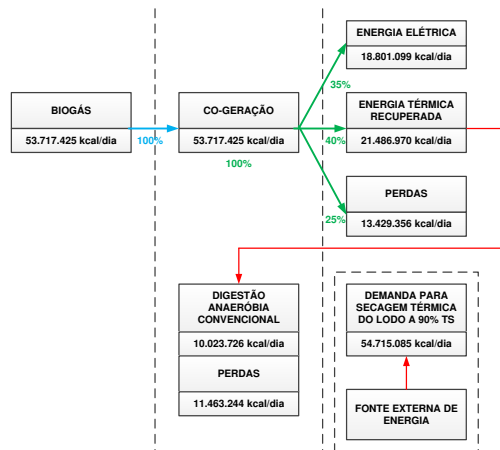 ENERGIA ELÉTRICA
18.801.099 kcal/dia
35%
BIOGÁS
53.717.425 kcal/dia
100%
CO-GERAÇÃO
53.717.425 kcal/dia
100%
40%
ENERGIA TÉRMICA
RECUPERADA
21.486.970 kcal/dia
25%
PERDAS
13.429.356 kcal/dia
DIGESTÃO
ANAERÓBIA
CONVENCIONAL
10.023.726 kcal/dia
PERDAS
11.463.244 kcal/dia
DEMANDA PARA
SECAGEM TÉRMICA
DO LODO A 90% TS
54.715.085 kcal/dia
FONTE EXTERNA DE
ENERGIA